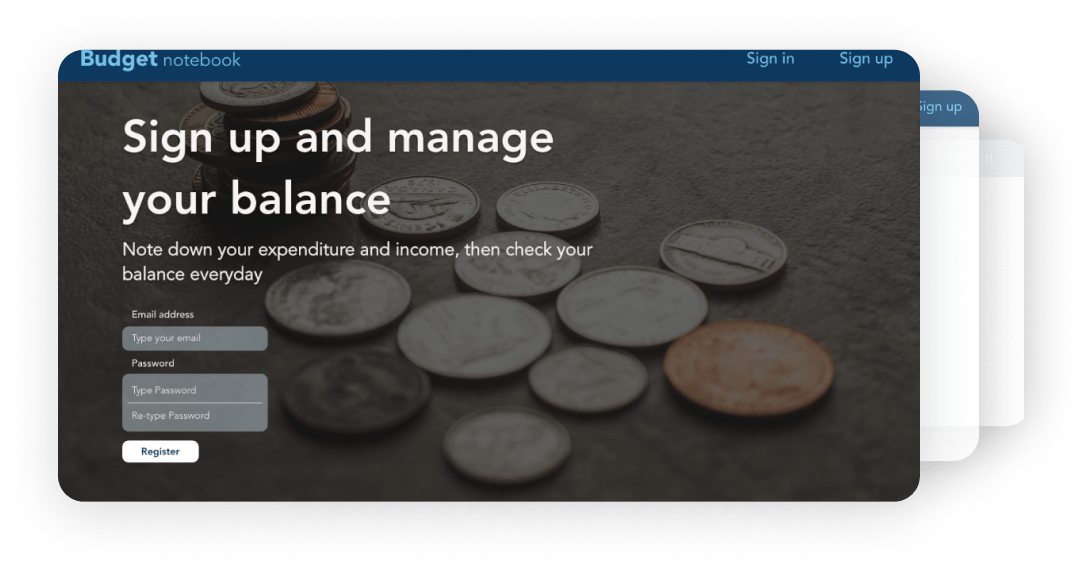 Budget notebook
Sign in
Sign up
Sign up
Sign up and manage
your balance
Note down your expenditure and income, then check your
balance everyday
Email address
Type your email
Password
Type Password
Re-type Password
Register